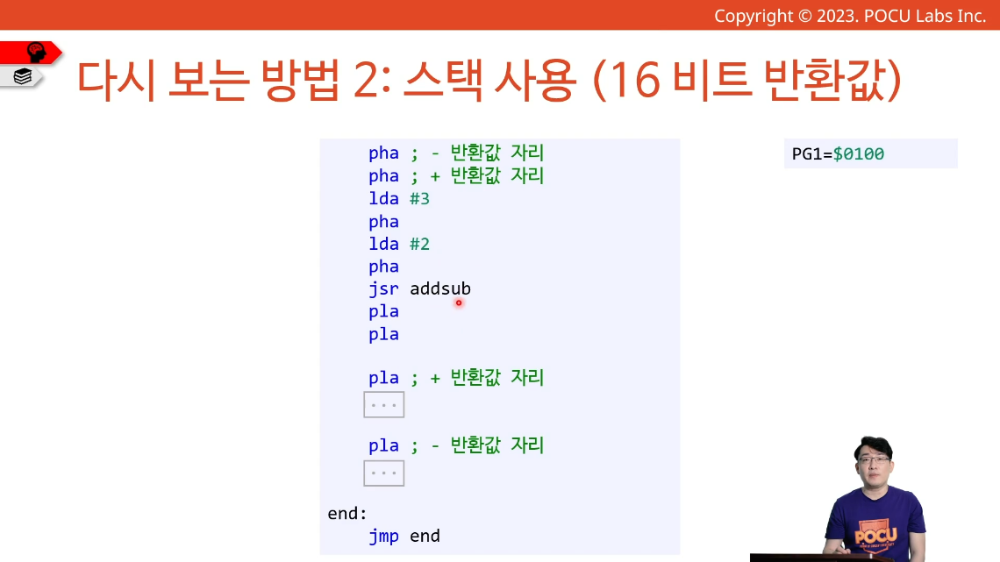 Copyright © 2023. POCU Labs Inc.
다시 보는 방법 2: 스택 사용 (16 비트 반환값)
pha ; - 반환값 자리
pha ; + 반환값 자리
lda #3
pha
lda #2
pha
jsr addsub
pla
pla
pla ; + 반환값 자리
...
pla ; - 반환값 자리
...
end:
jmp end
PG1=$0100
POCU